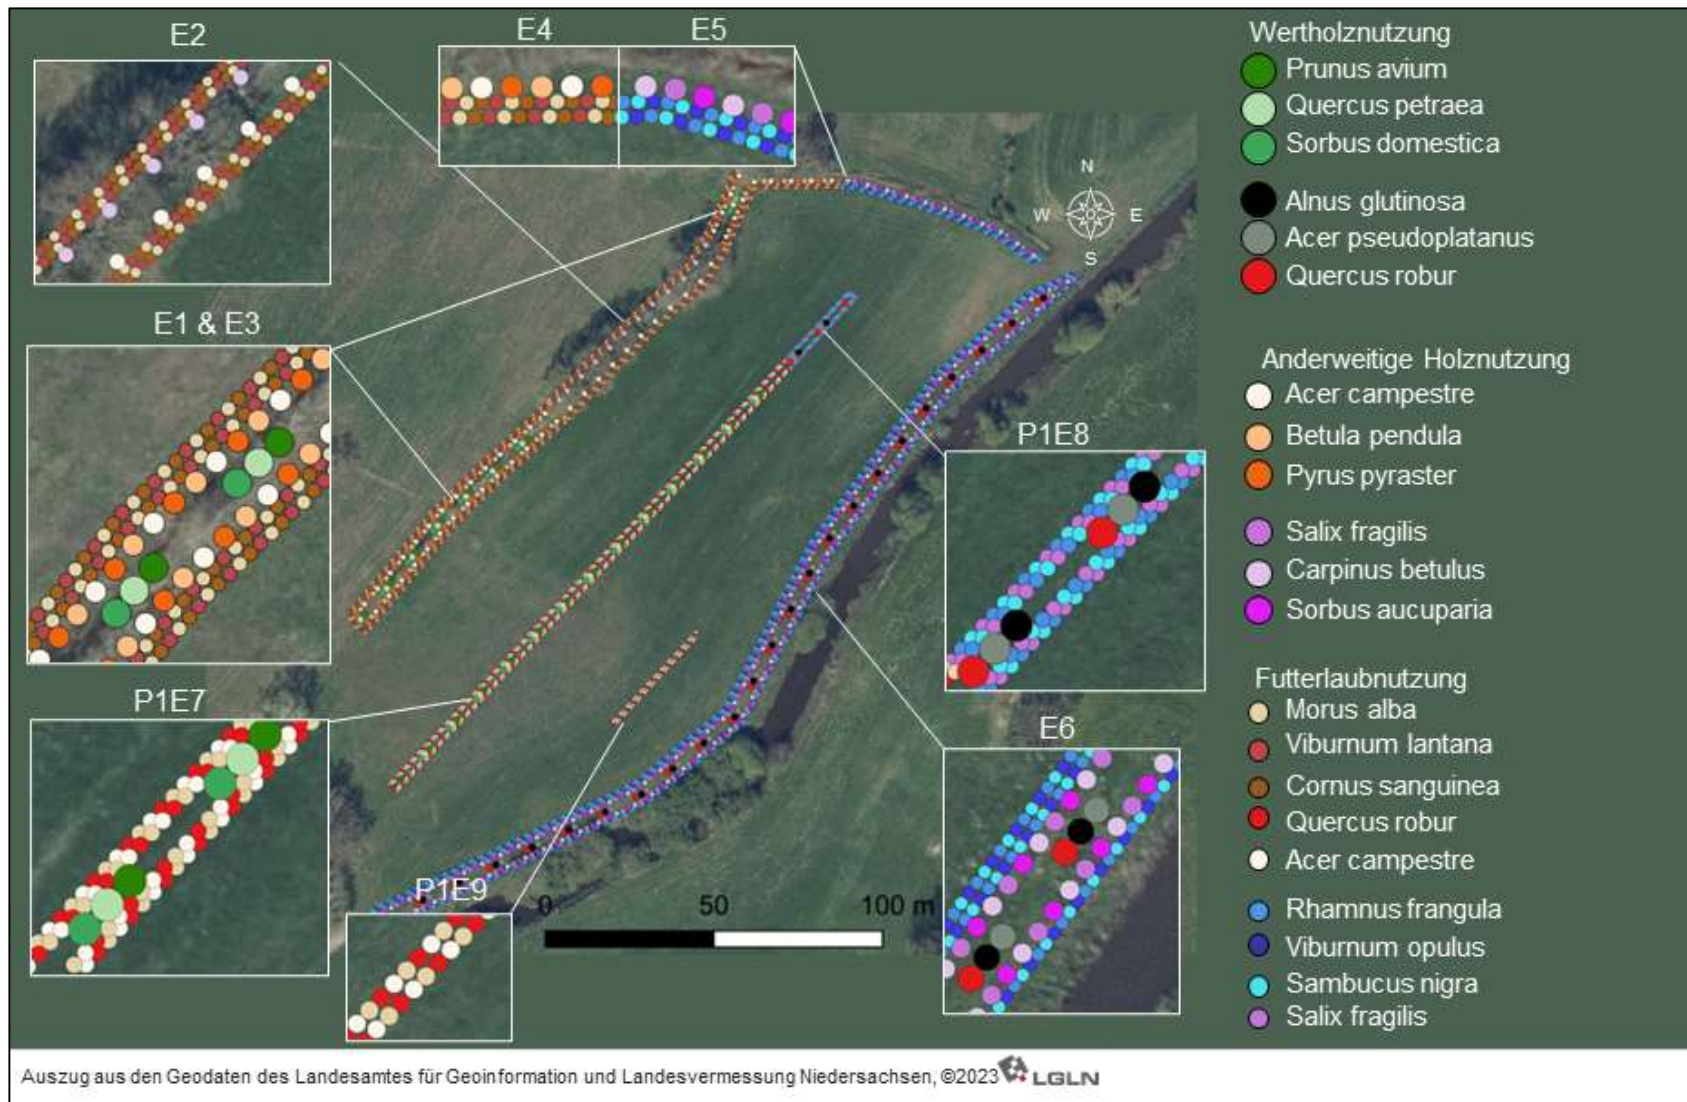 E2
E4
E5
Wertholznutzung
Prunus avium
Quercus petraea
Sorbus domestica
Alnus glutinosa
Acer pseudoplatanus
Quercus robur
N
W
E
S
E1 & E3
Anderweitige Holznutzung
Acer campestre
Betula pendula
Pyrus pyraster
Salix fragilis
Carpinus betulus
Sorbus aucuparia
P1E8
P1E7
E6
Futterlaubnutzung
Morus alba
Viburnum lantana
Cornus sanguinea
Quercus robur
Acer campestre
Rhamnus frangula
Viburnum opulus
Sambucus nigra
Salix fragilis
P1E9
0
50
100 m
Auszug aus den Geodaten des Landesamtes für Geoinformation und Landesvermessung Niedersachsen, ©2023
LGLN